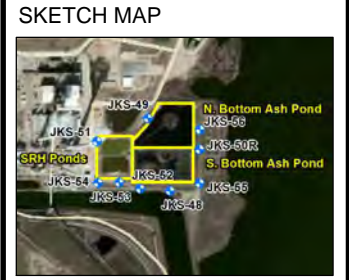 SKETCH MAP
JKS-49
N. Bottom Ash Pond
JKS-56
JKS-51
JKS-50R
SRH Ponds
JKS-52
S. Bottom Ash Pond
JKS-54
JKS-55
JKS-53
JKS-48